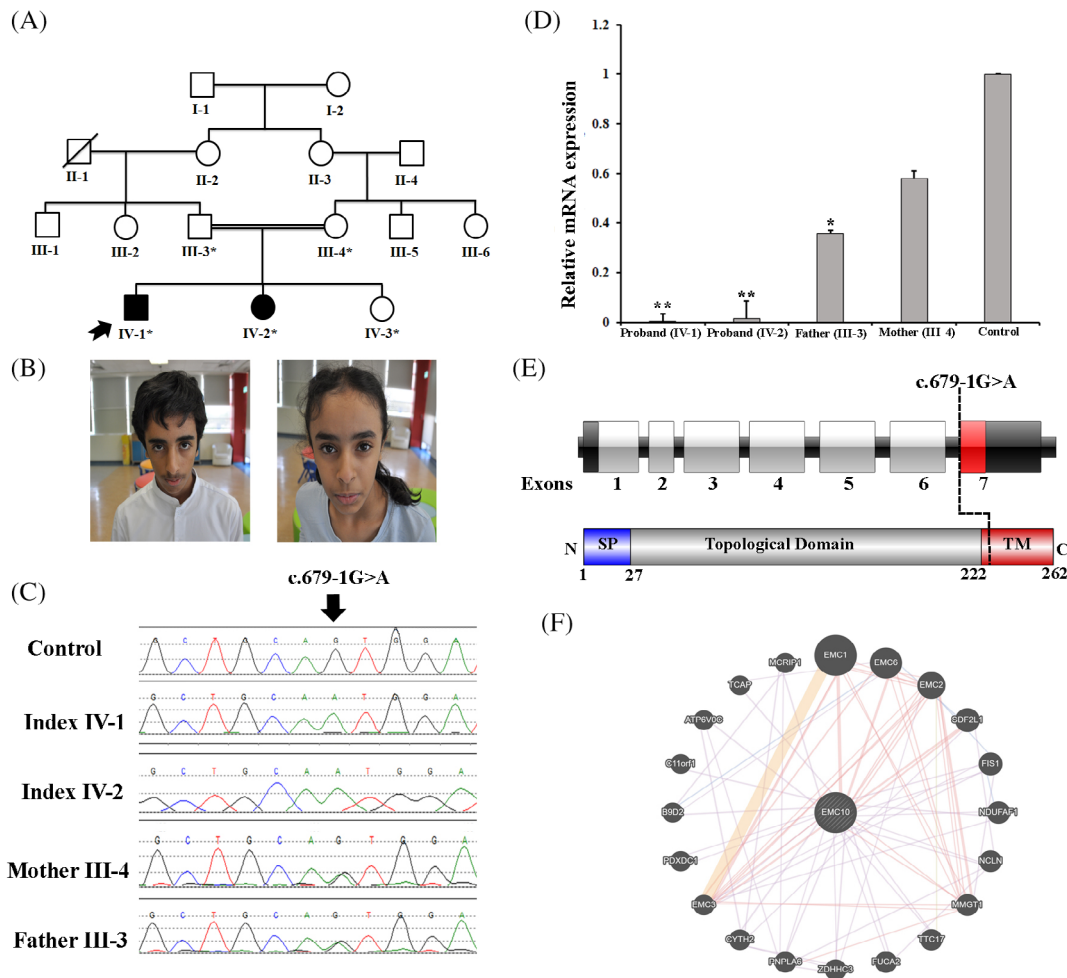 (A)
I-1
I-2
II-1
II-2
II-3
II-4
III-1
III-2
III-3*
III-4*
III-5
III-6
IV-1*
IV-2*
IV-3*
(B)
(C)
c.679-1G>A
Control
G C T G C A G T G G A
Index IV-1
G C T G C A A T G G A
Index IV-2
G C T G C A A T G G A
Mother III-4
G C T G C A G T G G A
Father III-3
G C T G C A G T G G A
(D)
Relative mRNA expression
1.2
1
0.8
0.6
0.4
0.2
0
**
**
*
Proband (IV-1)
Proband (IV-2)
Father (III-3)
Mother (III 4)
Control
(E)
c.679-1G>A
Exons
1
2
3
4
5
6
7
N
SP
Topological Domain
TM
C
1
27
222
262
(F)
EMC1
EMC6
EMC2
SDF2L1
FIS1
NDUFAF1
NCLN
MMGT1
TTC17
FUCA2
ZDHHC3
PNPLA6
CYTH2
EMC3
PDXDC1
B9D2
C11orf1
ATP6V0C
TCAP
MCRIP1
EMC10